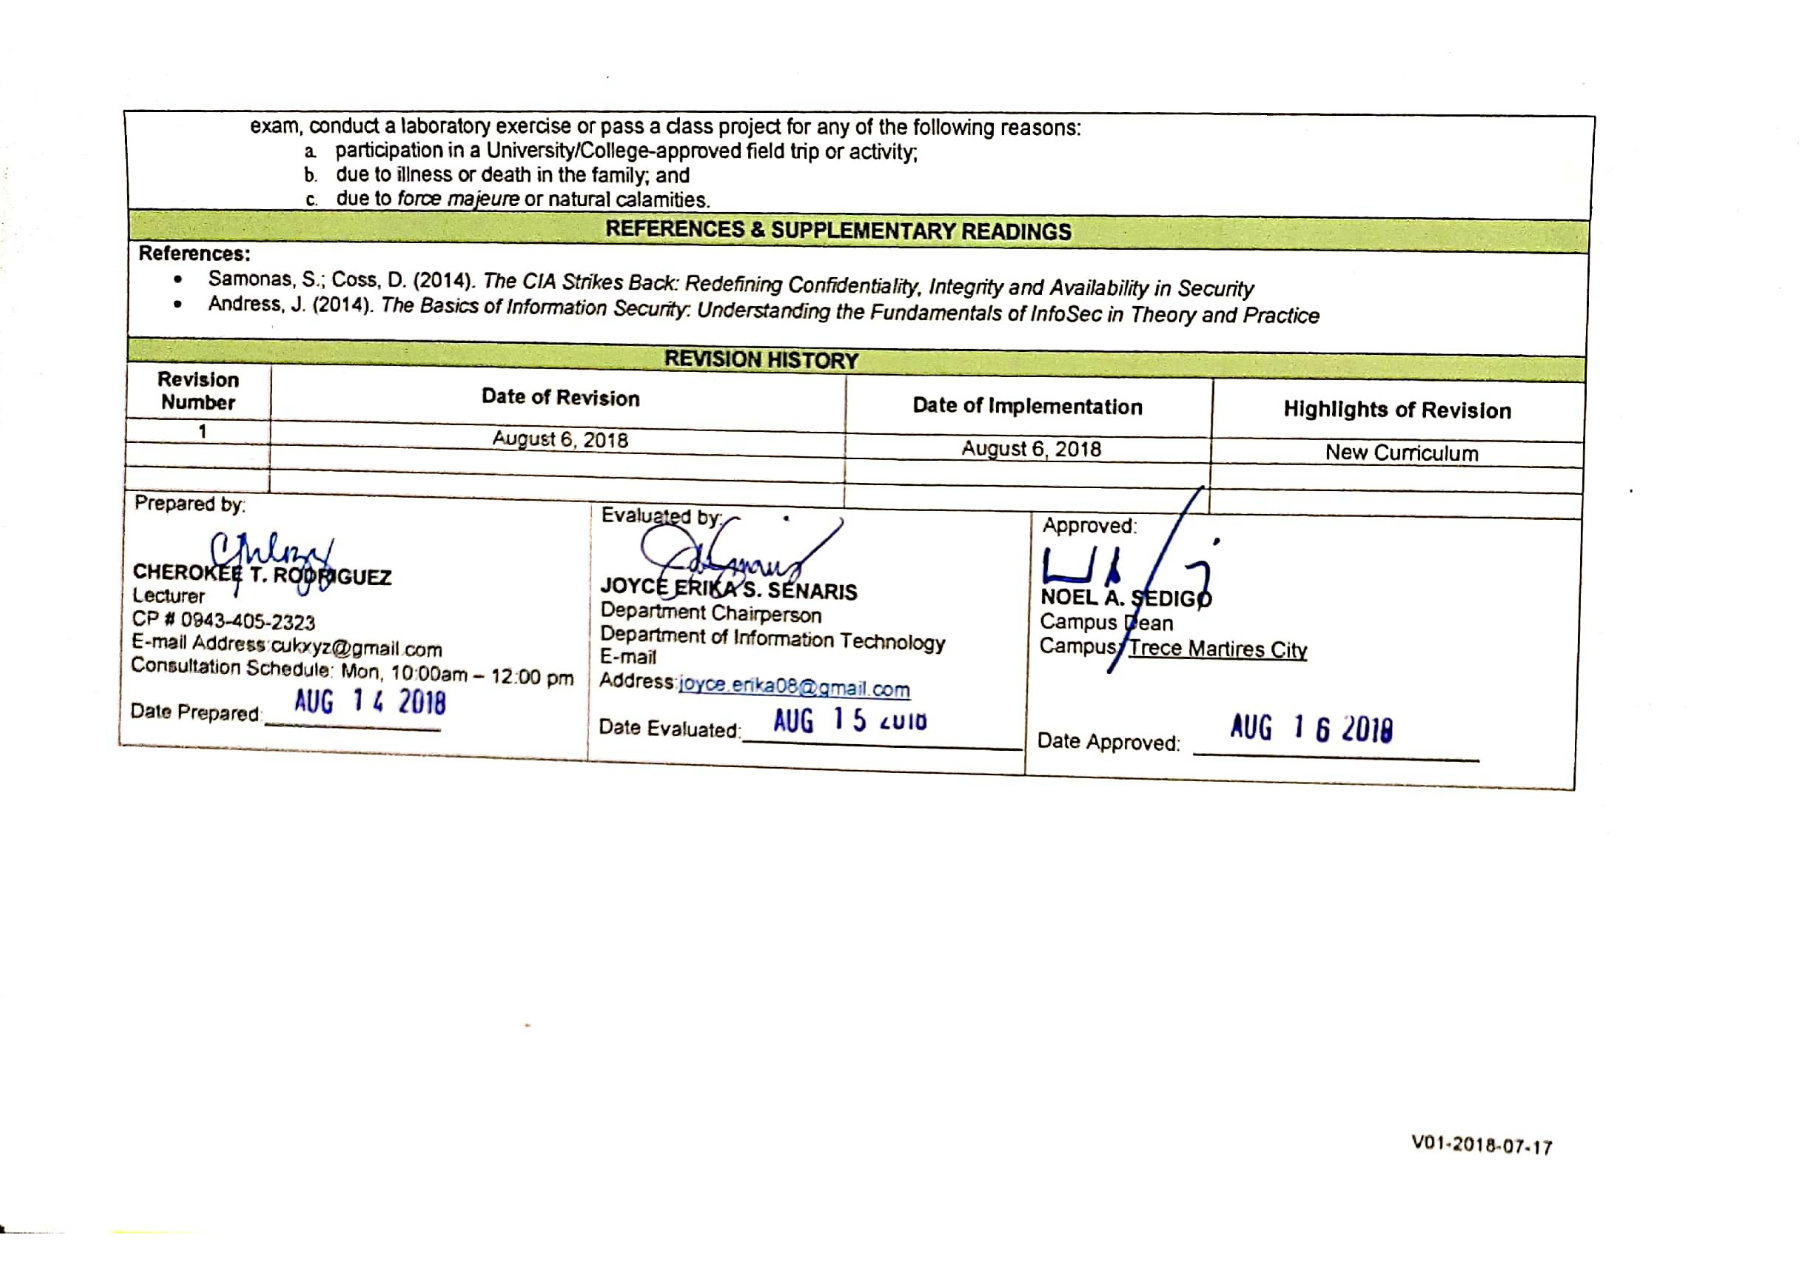 exam, conduct a laboratory exercise or pass a class project for any of the following reasons:
a. participation in a University/College-approved field trip or activity;
b. due to illness or death in the family; and
c. due to force majeure or natural calamities.
REFERENCES & SUPPLEMENTARY READINGS
References:
• Samonas, S.; Coss, D. (2014). The CIA Strikes Back: Redefining Confidentiality, Integrity and Availability in Security
• Andress, J. (2014). The Basics of Information Security: Understanding the Fundamentals of InfoSec in Theory and Practice
REVISION HISTORY
Revision Number Date of Revision Date of Implementation Highlights of Revision
1 August 6, 2018 August 6, 2018 New Curriculum
Prepared by:
CHEROKEE T. RODRIGUEZ
Lecturer
CP # 0943-405-2323
E-mail Address:cukxyz@gmail.com
Consultation Schedule: Mon, 10:00am – 12:00 pm
Date Prepared: AUG 14 2018
Evaluated by:
JOYCE ERIKA S. SENARIS
Department Chairperson
Department of Information Technology
E-mail
Address:joyce.erika08@gmail.com
Date Evaluated: AUG 15 2018
Approved:
NOEL A. SEDIGO
Campus Dean
Campus: Trece Martires City
Date Approved: AUG 16 2018
V01-2018-07-17